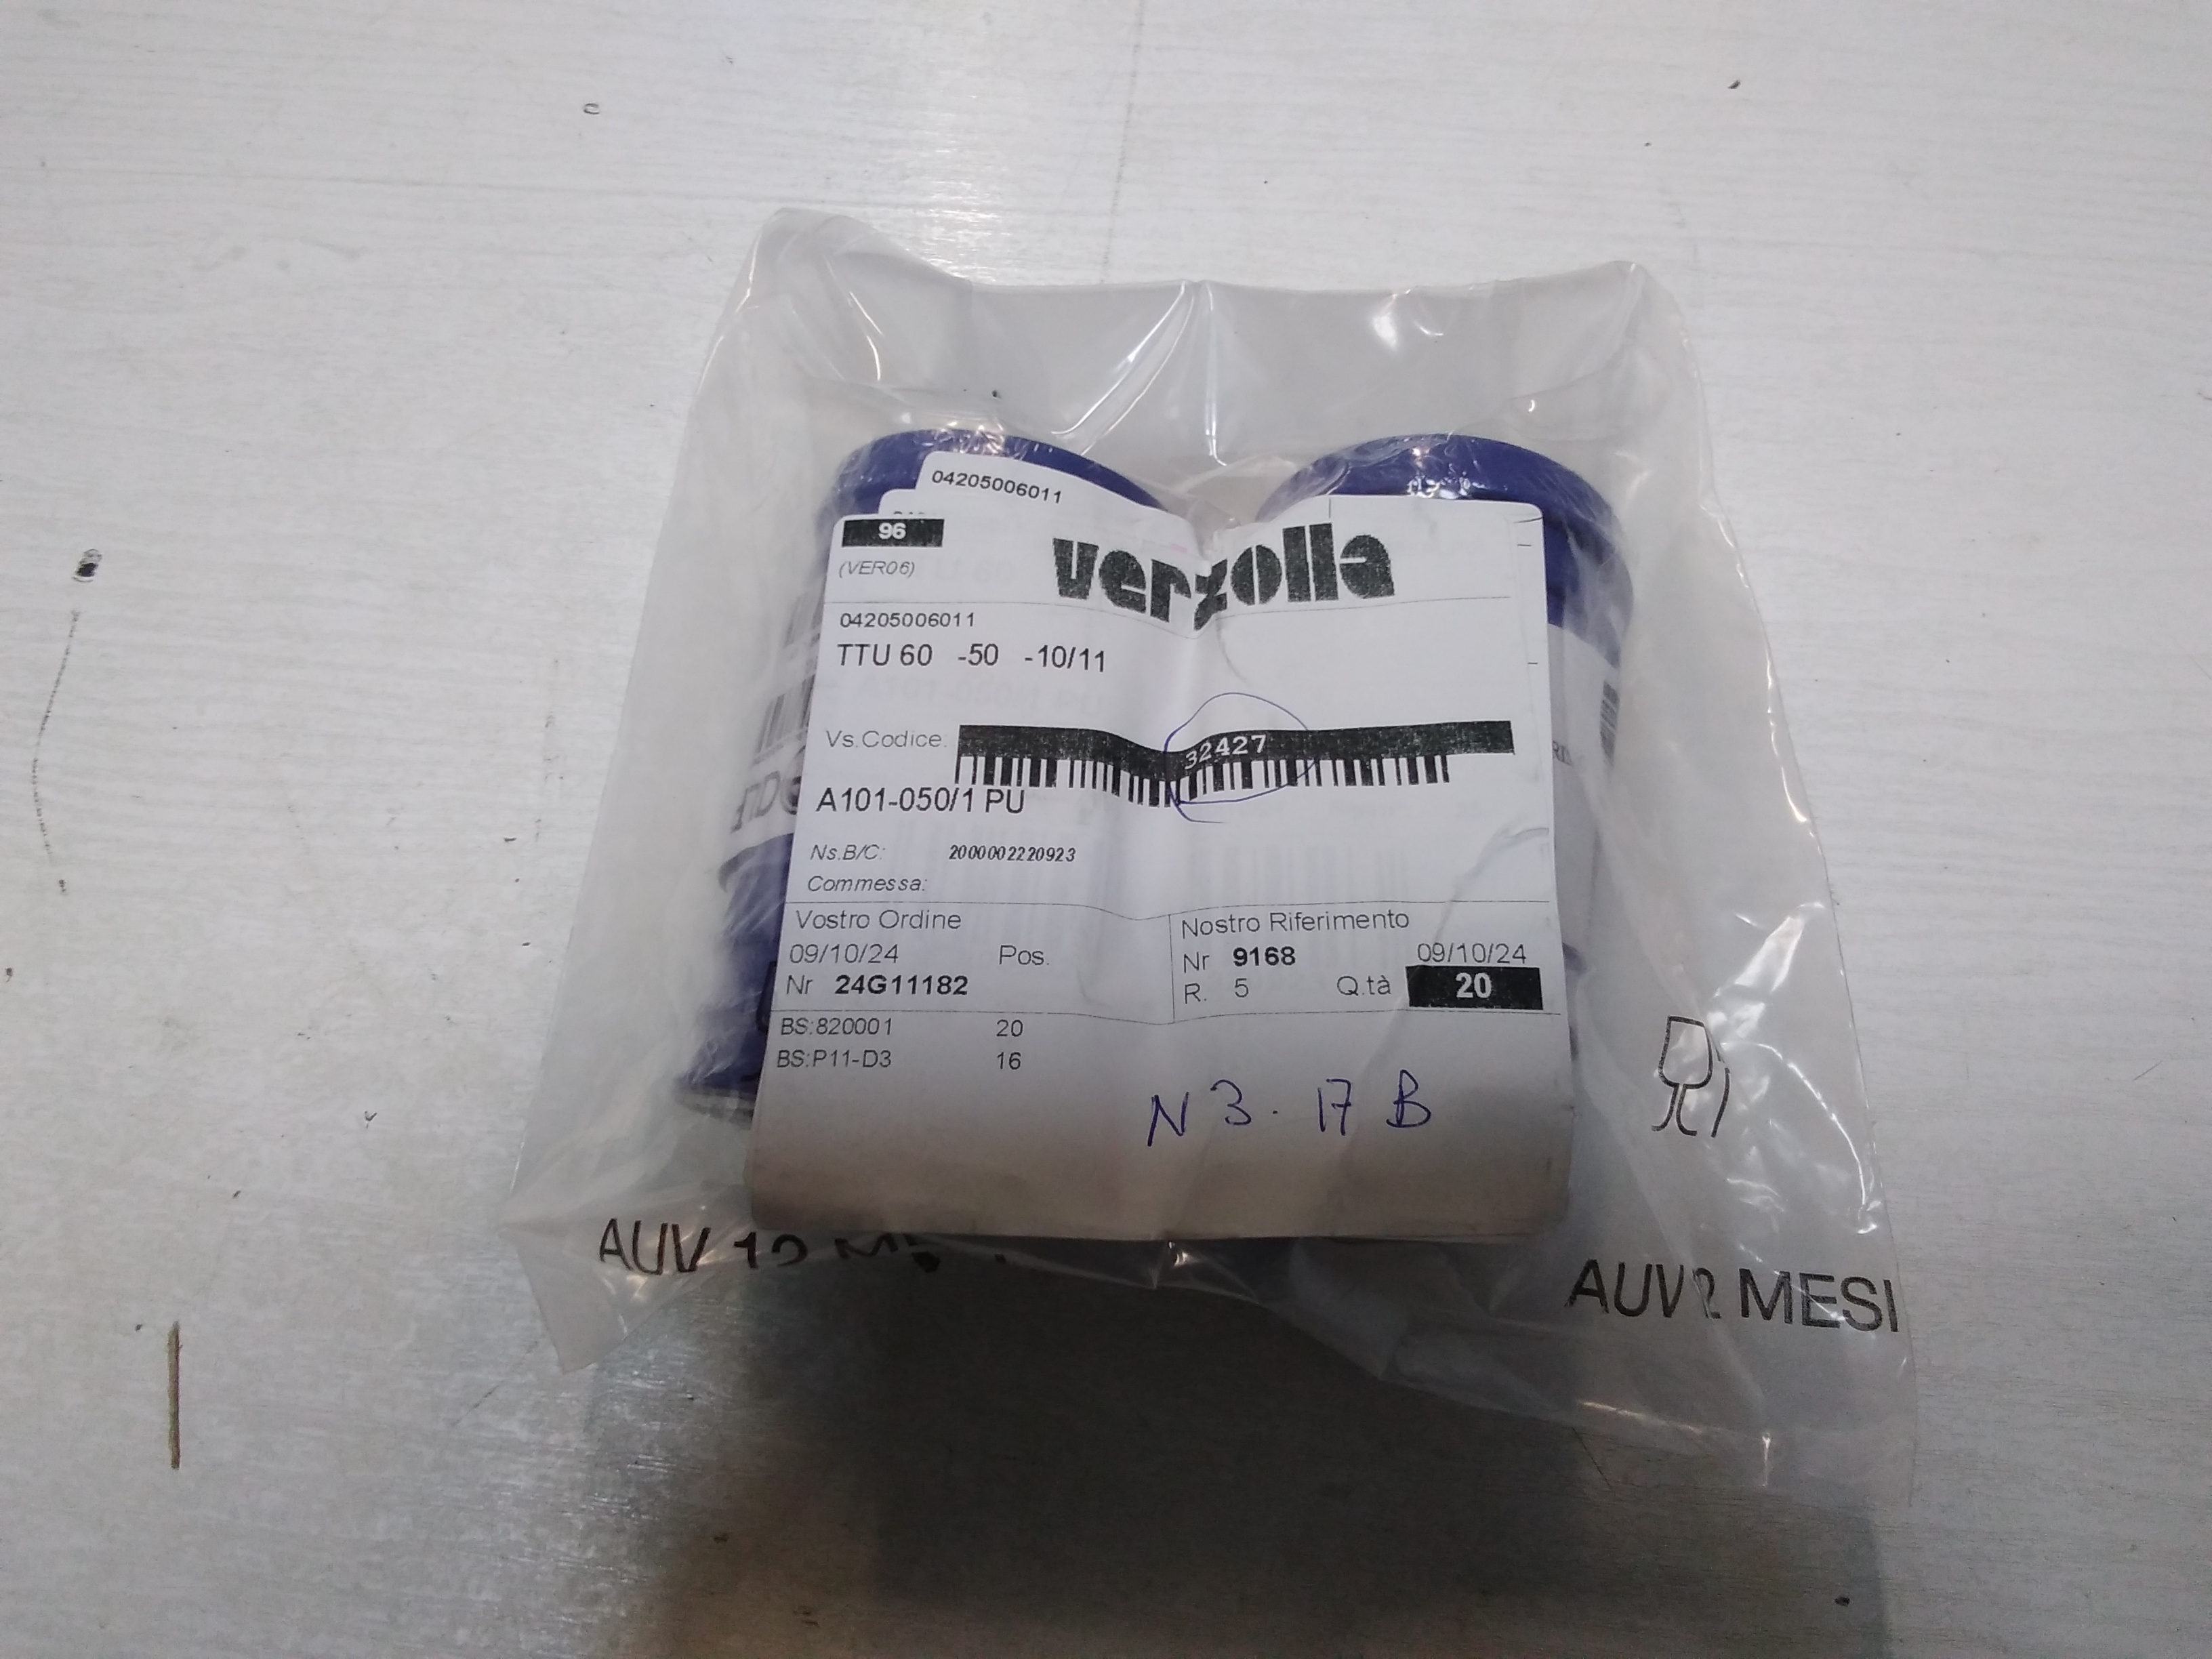 04205006011
96
verzolla
(VER06)
04205006011
TTU 60 -50 -10/11
Vs.Codice.
32427
A101-050/1 PU
Ns.B/C: 2000002220923
Commessa:
Vostro Ordine
09/10/24 Pos.
Nr 24G11182
Nostro Riferimento
Nr 9168 09/10/24
R. 5 Q.tà 20
BS:820001 20
BS:P11-D3 16
N 3. 17 B
AUV
AUV 2 MESI